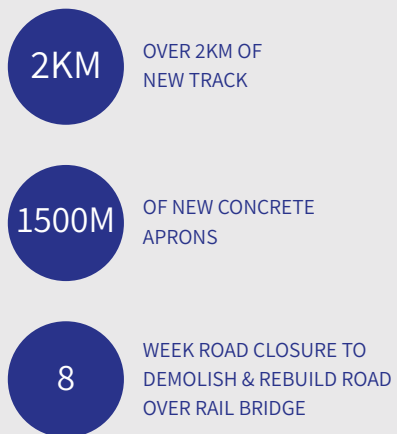 2KM
OVER 2KM OF
NEW TRACK
1500M
OF NEW CONCRETE
APRONS
8
WEEK ROAD CLOSURE TO
DEMOLISH & REBUILD ROAD
OVER RAIL BRIDGE